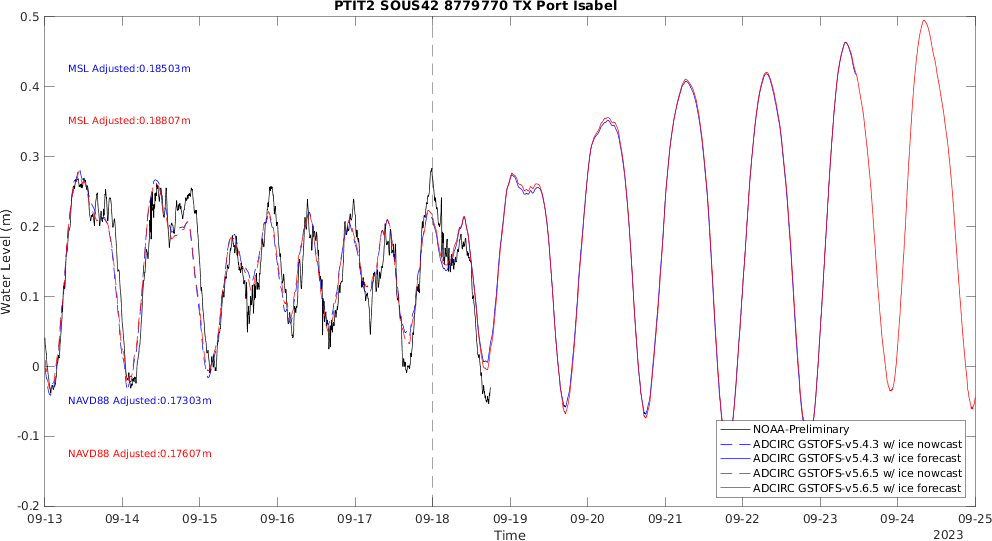 PTIT2 SOUS42 8779770 TX Port Isabel
0.5
0.4
0.3
0.2
0.1
0
-0.1
-0.2
Water Level (m)
MSL Adjusted:0.18503m
MSL Adjusted:0.18807m
NAVD88 Adjusted:0.17303m
NAVD88 Adjusted:0.17607m
NOAA-Preliminary
ADCIRC GSTOFS-v5.4.3 w/ ice nowcast
ADCIRC GSTOFS-v5.4.3 w/ ice forecast
ADCIRC GSTOFS-v5.6.5 w/ ice nowcast
ADCIRC GSTOFS-v5.6.5 w/ ice forecast
09-13 09-14 09-15 09-16 09-17 09-18 09-19 09-20 09-21 09-22 09-23 09-24 09-25
Time
2023